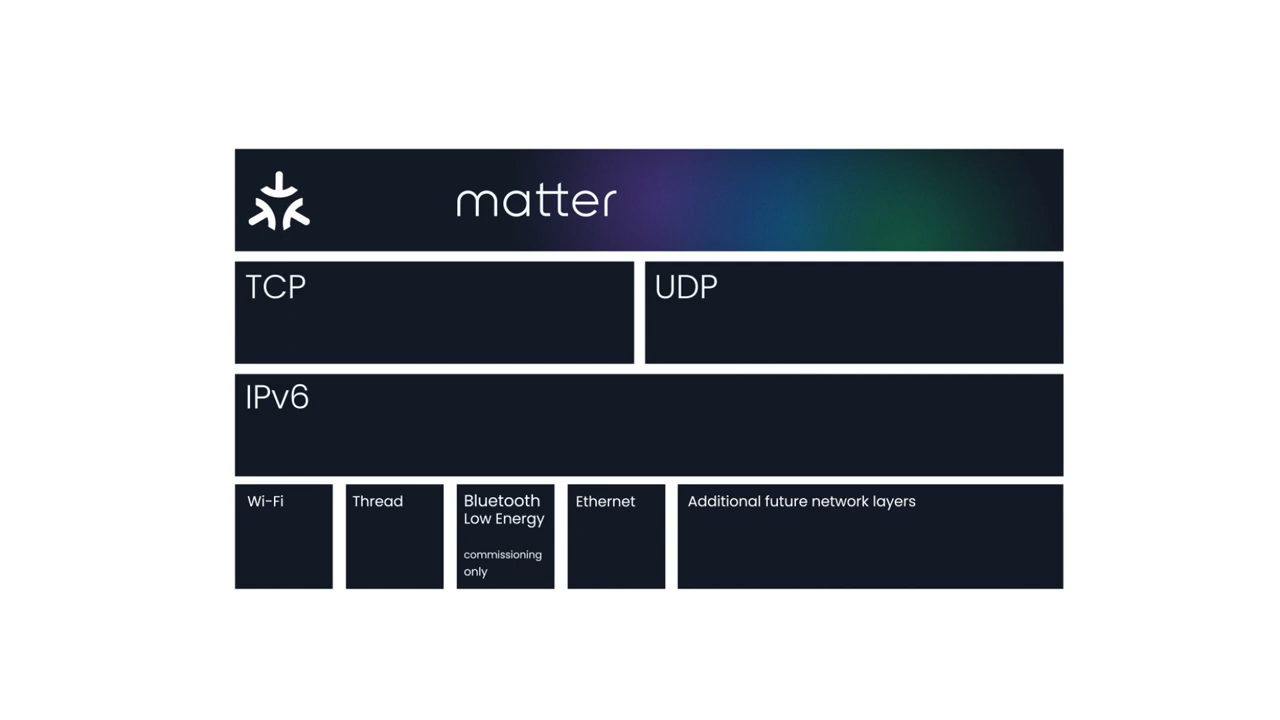 matter
TCP
UDP
IPv6
Wi-Fi
Thread
Bluetooth
Low Energy
commissioning
only
Ethernet
Additional future network layers